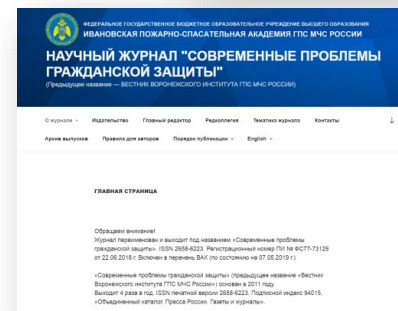 ФЕДЕРАЛЬНОЕ ГОСУДАРСТВЕННОЕ БЮДЖЕТНОЕ ОБРАЗОВАТЕЛЬНОЕ УЧРЕЖДЕНИЕ ВЫСШЕГО ОБРАЗОВАНИЯ
ИВАНОВСКАЯ ПОЖАРНО-СПАСАТЕЛЬНАЯ АКАДЕМИЯ ГПС МЧС РОССИИ
НАУЧНЫЙ ЖУРНАЛ "СОВРЕМЕННЫЕ ПРОБЛЕМЫ
ГРАЖДАНСКОЙ ЗАЩИТЫ"
(Предыдущее название — ВЕСТНИК ВОРОНЕЖСКОГО ИНСТИТУТА ГПС МЧС РОССИИ)
О журнале Издательство Главный редактор Редколлегия Тематика журнала Контакты
Архив выпусков Правила для авторов Порядок публикации English
ГЛАВНАЯ СТРАНИЦА
Обращаем внимание!
Журнал переименован и выходит под названием «Современные проблемы
гражданской защиты». ISSN 2658-6223. Регистрационный номер ПИ № ФС77-73129
от 22.06.2018 г. Включен в перечень ВАК (по состоянию на 07.05.2019 г.)
«Современные проблемы гражданской защиты» (предыдущее название «Вестник
Воронежского института ГПС МЧС России») основан в 2011 году.
Выходит 4 раза в год. ISSN печатной версии 2658-6223. Подписной индекс 94015,
«Объединенный каталог. Пресса России. Газеты и журналы».